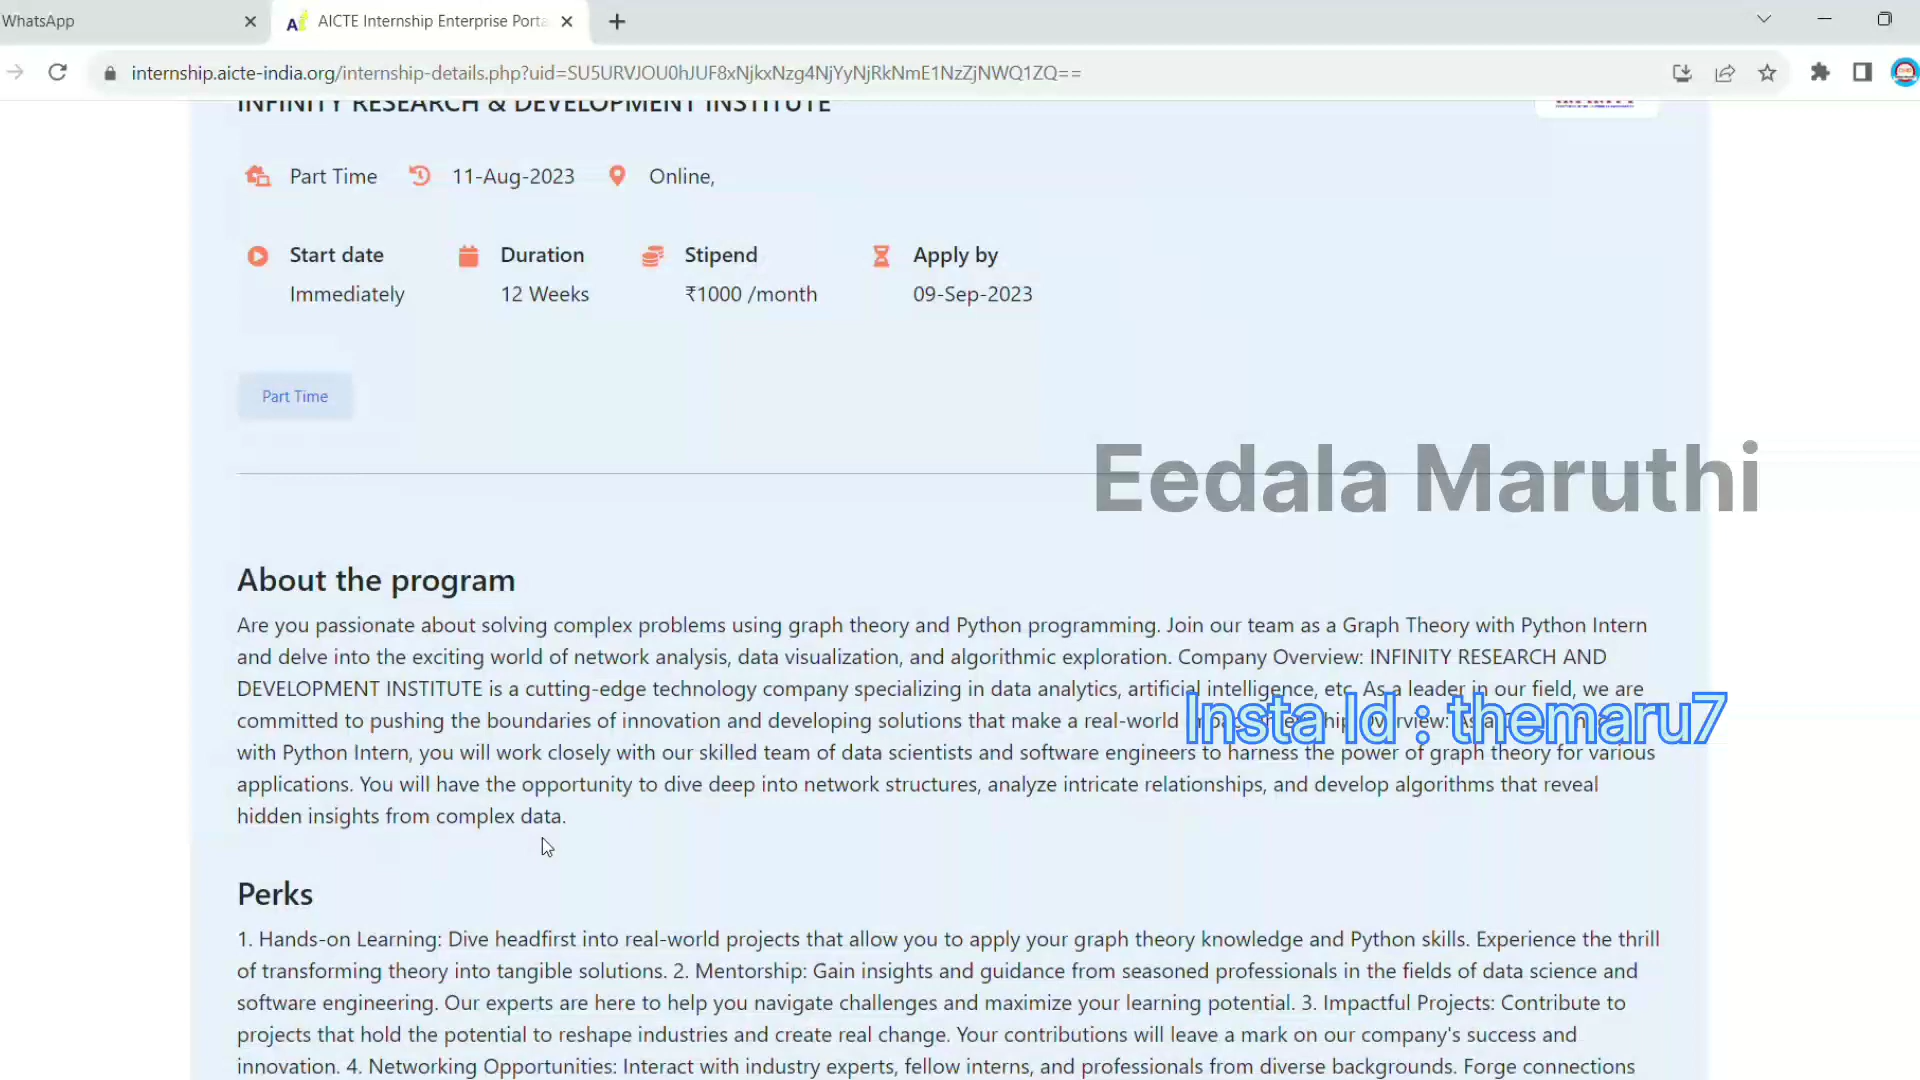 WhatsApp
AICTE Internship Enterprise Porta
internship.aicte-india.org/internship-details.php?uid=SU5URVJOU0hJUF8xNjkxNzg4NjYyNjRkNmE1NzZjNWQ1ZQ==
INFINITY RESEARCH & DEVELOPMENT INSTITUTE
Part Time 11-Aug-2023 Online,
Start date Duration Stipend Apply by
Immediately 12 Weeks ₹1000 /month 09-Sep-2023
Part Time
Eedala Maruthi
About the program
Are you passionate about solving complex problems using graph theory and Python programming. Join our team as a Graph Theory with Python Intern
and delve into the exciting world of network analysis, data visualization, and algorithmic exploration. Company Overview: INFINITY RESEARCH AND
DEVELOPMENT INSTITUTE is a cutting-edge technology company specializing in data analytics, artificial intelligence, etc. As a leader in our field, we are
committed to pushing the boundaries of innovation and developing solutions that make a real-world
Insta Id : themaru7
with Python Intern, you will work closely with our skilled team of data scientists and software engineers to harness the power of graph theory for various
applications. You will have the opportunity to dive deep into network structures, analyze intricate relationships, and develop algorithms that reveal
hidden insights from complex data.
Perks
1. Hands-on Learning: Dive headfirst into real-world projects that allow you to apply your graph theory knowledge and Python skills. Experience the thrill
of transforming theory into tangible solutions. 2. Mentorship: Gain insights and guidance from seasoned professionals in the fields of data science and
software engineering. Our experts are here to help you navigate challenges and maximize your learning potential. 3. Impactful Projects: Contribute to
projects that hold the potential to reshape industries and create real change. Your contributions will leave a mark on our company's success and
innovation. 4. Networking Opportunities: Interact with industry experts, fellow interns, and professionals from diverse backgrounds. Forge connections